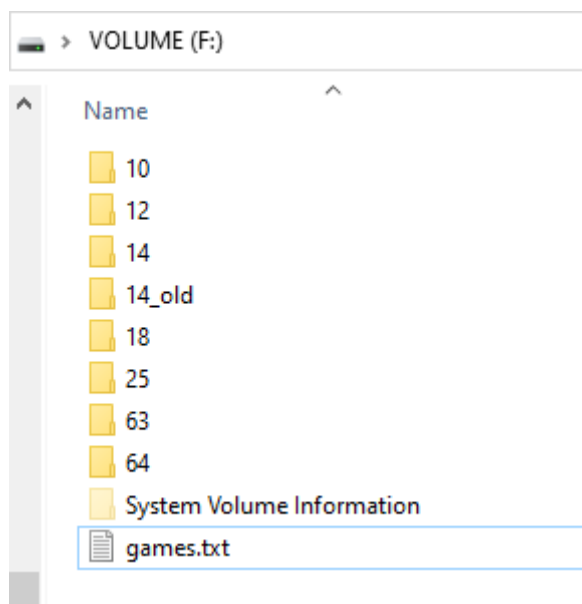 VOLUME (F:)
Name
10
12
14
14_old
18
25
63
64
System Volume Information
games.txt